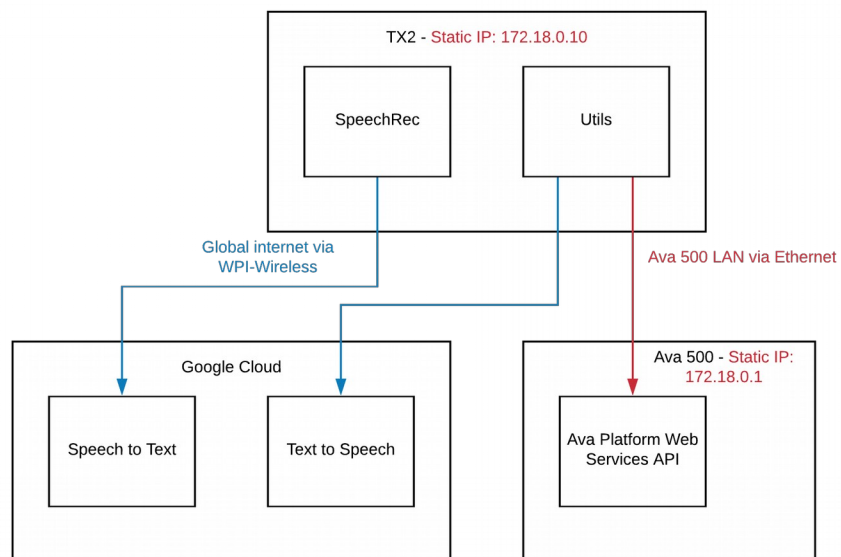 TX2 - Static IP: 172.18.0.10
SpeechRec
Utils
Global internet via
WPI-Wireless
Ava 500 LAN via Ethernet
Google Cloud
Speech to Text
Text to Speech
Ava 500 - Static IP:
172.18.0.1
Ava Platform Web
Services API